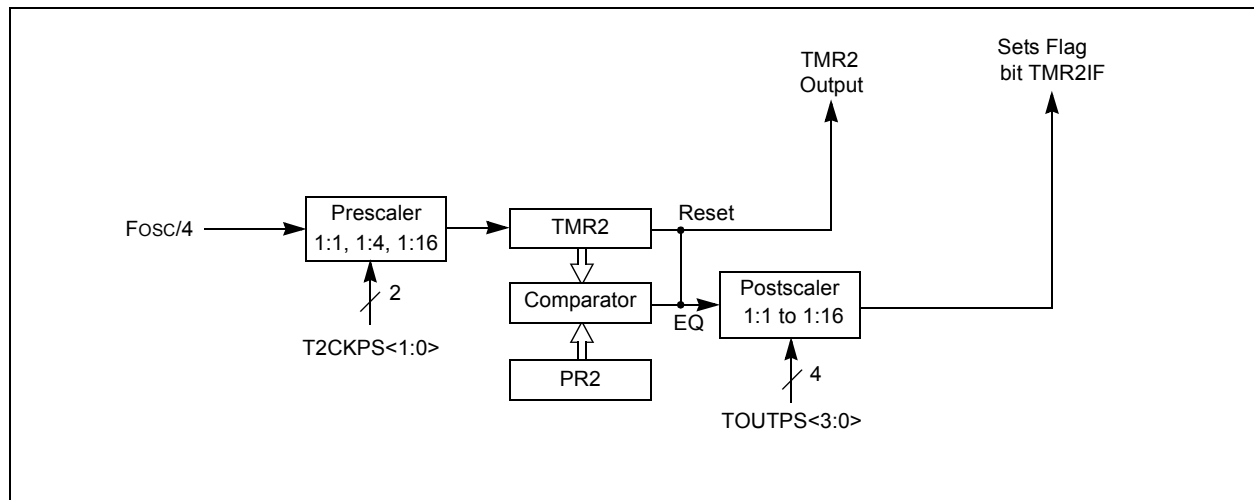 TMR2
Output
Sets Flag
bit TMR2IF
FOSC/4
Prescaler
1:1, 1:4, 1:16
TMR2
Reset
2
Comparator
EQ
Postscaler
1:1 to 1:16
T2CKPS<1:0>
PR2
4
TOUTPS<3:0>